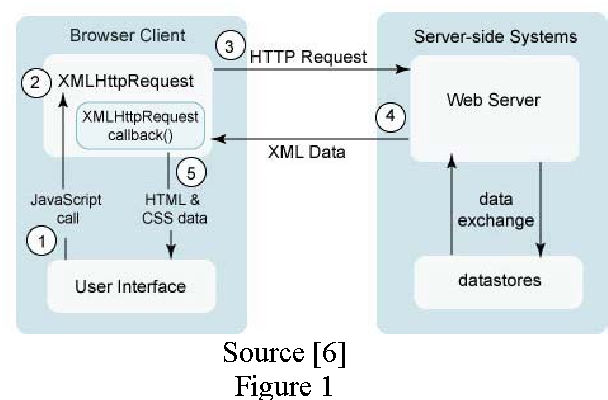 Browser Client
Server-side Systems
3
HTTP Request
2
XMLHttpRequest
XMLHttpRequest
callback()
Web Server
4
XML Data
5
JavaScript
call
HTML &
CSS data
data
exchange
1
User Interface
datastores
Source [6]
Figure 1